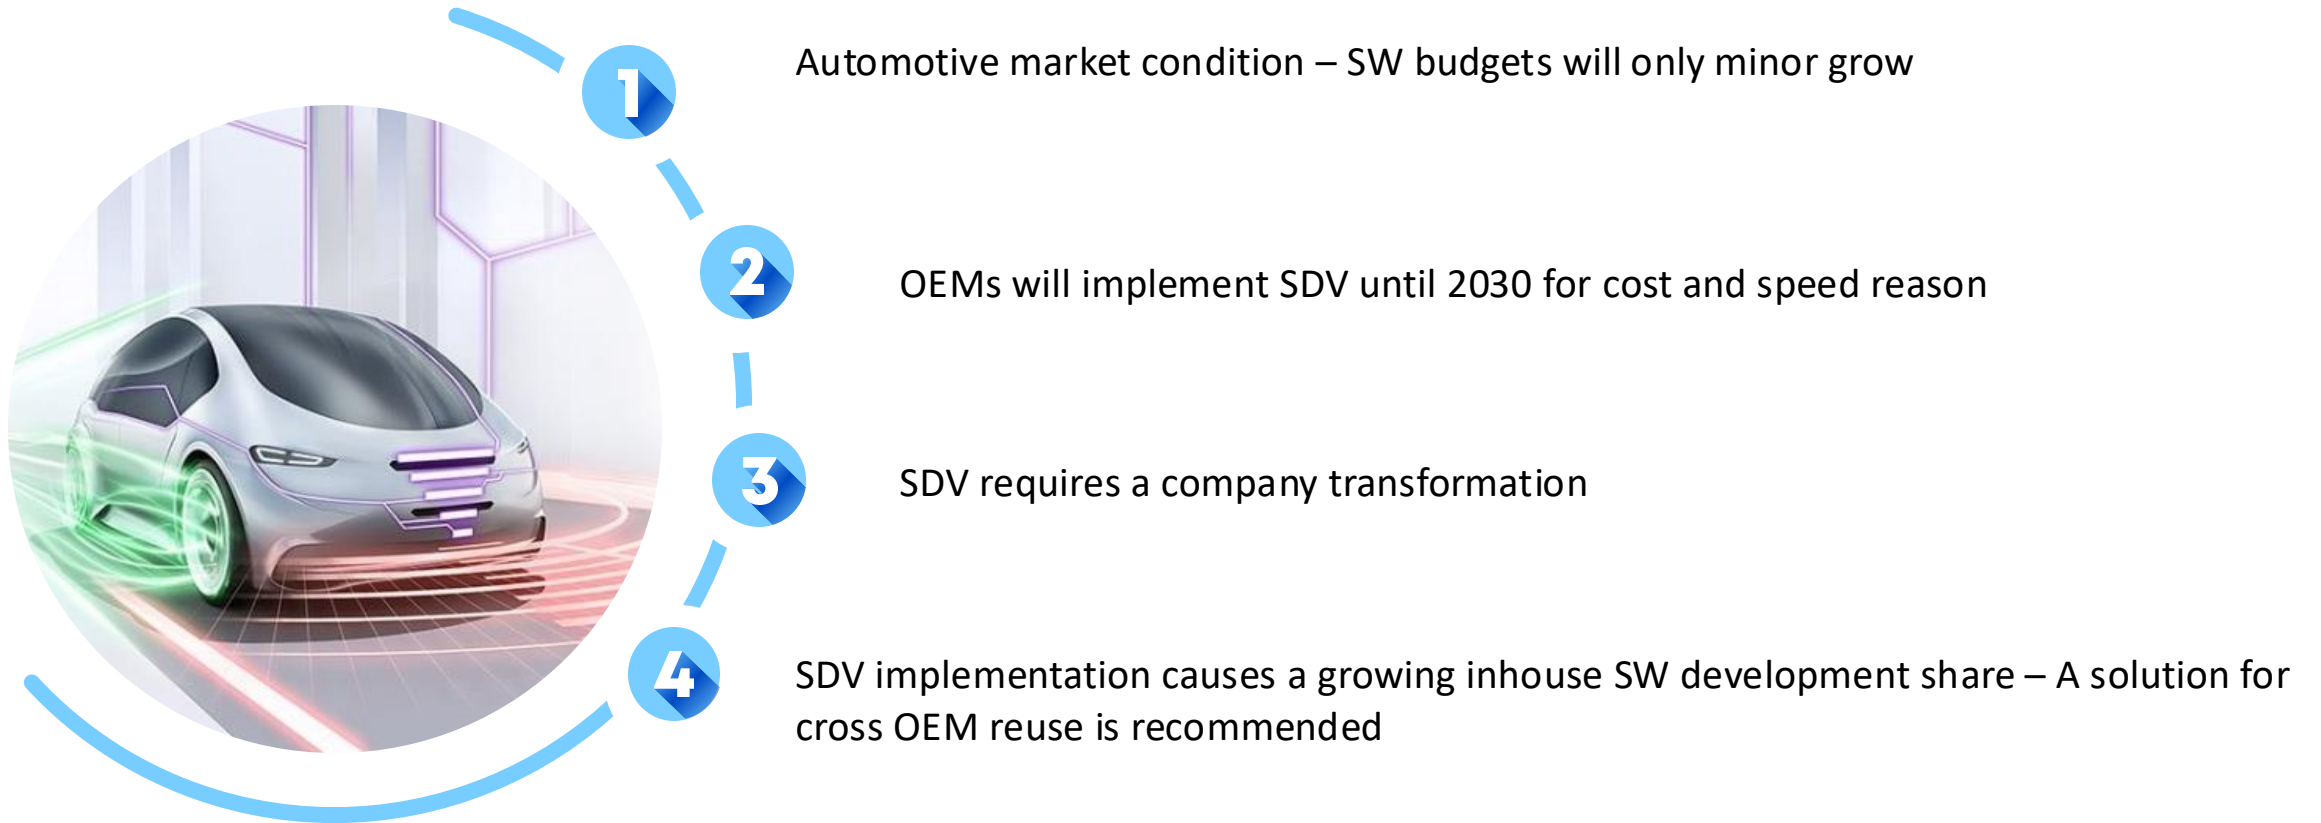 1
Automotive market condition – SW budgets will only minor grow
2
OEMs will implement SDV until 2030 for cost and speed reason
3
SDV requires a company transformation
4
SDV implementation causes a growing inhouse SW development share – A solution for
cross OEM reuse is recommended